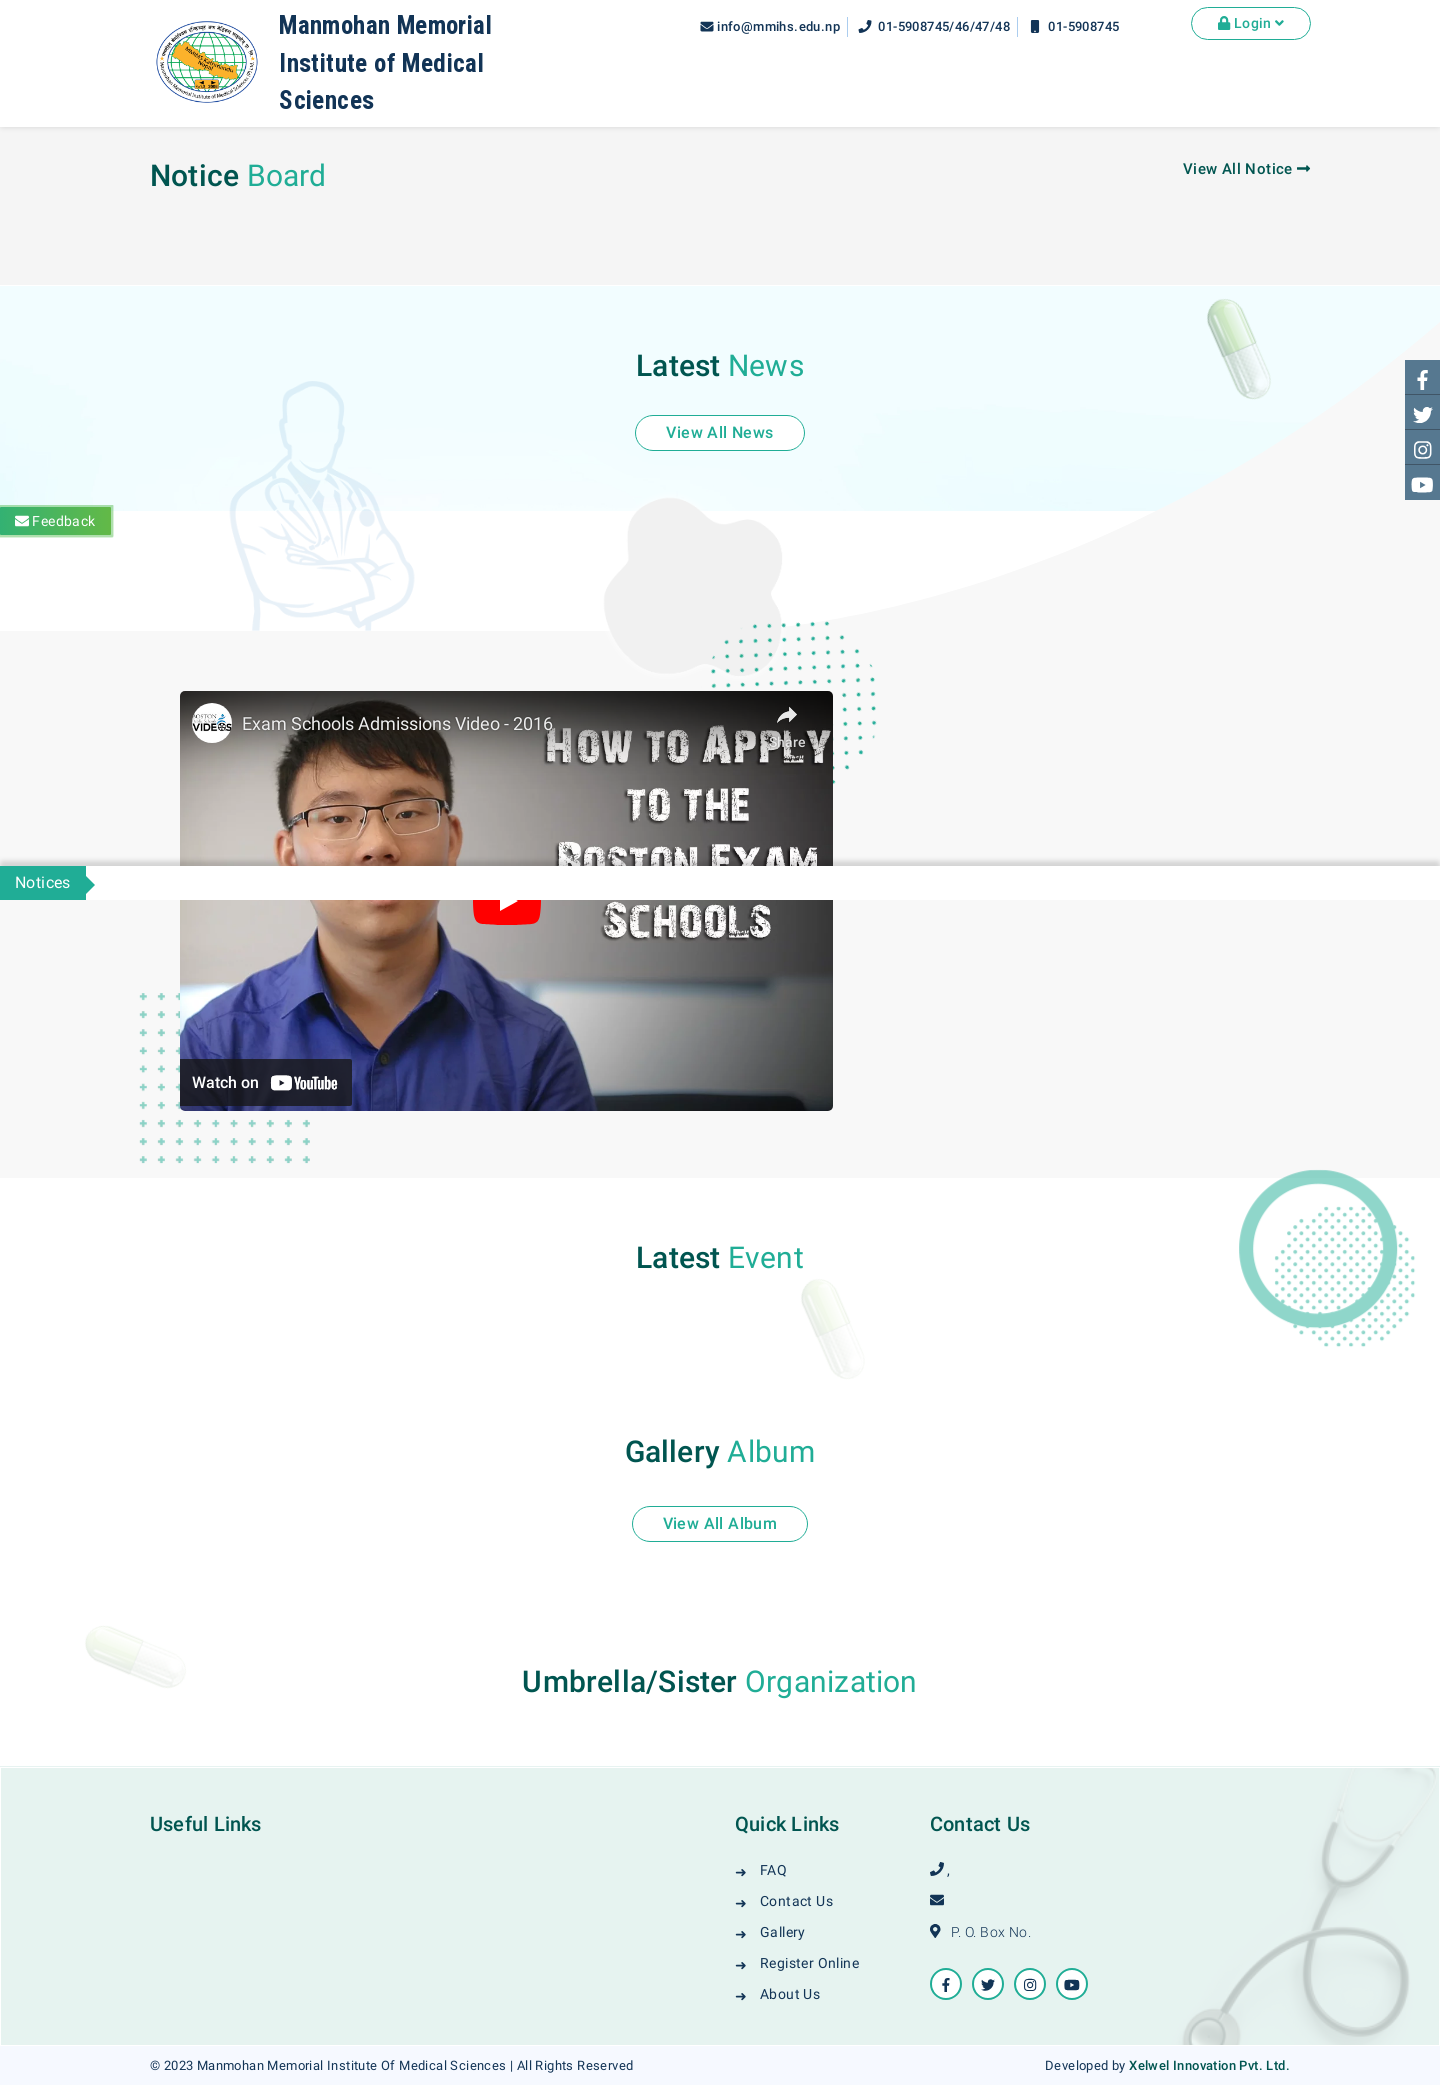 Manmohan Memorial
Institute of Medical
Sciences
info@mmihs.edu.np
01-5908745/46/47/48
01-5908745
Login
Notice Board
View All Notice
Latest News
View All News
Feedback
Exam Schools Admissions Video - 2016
Share
How to Apply
to the
Boston Exam
Schools
Notices
Watch on YouTube
Latest Event
Gallery Album
View All Album
Umbrella/Sister Organization
Useful Links
Quick Links
FAQ
Contact Us
Gallery
Register Online
About Us
Contact Us
,
P. O. Box No.
© 2023 Manmohan Memorial Institute Of Medical Sciences | All Rights Reserved
Developed by Xelwel Innovation Pvt. Ltd.